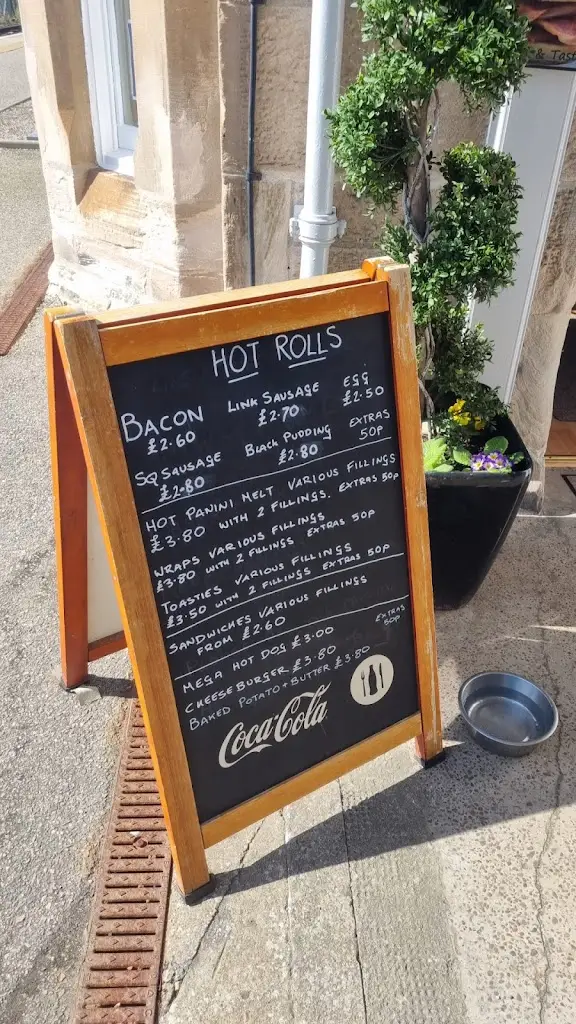 & Tas
HOT ROLLS
BACON LINK SAUSAGE EGG
£2.60 £2.70 £2.50
SQ SAUSAGE BLACK PUDDING EXTRAS
£2.80 £2.80 50P
HOT PANINI MELT VARIOUS FILLINGS
£3.80 WITH 2 FILLINGS. EXTRAS 50P
WRAPS VARIOUS FILLINGS
£3.80 WITH 2 FILLINGS EXTRAS 50P
TOASTIES VARIOUS FILLINGS
£3.50 WITH 2 FILLINGS EXTRAS 50P
SANDWICHES VARIOUS FILLINGS
FROM £2.60
MEGA HOT DOG £3.00 EXTRAS
CHEESE BURGER £3.80 50P
BAKED POTATO + BUTTER £3.80
Coca-Cola